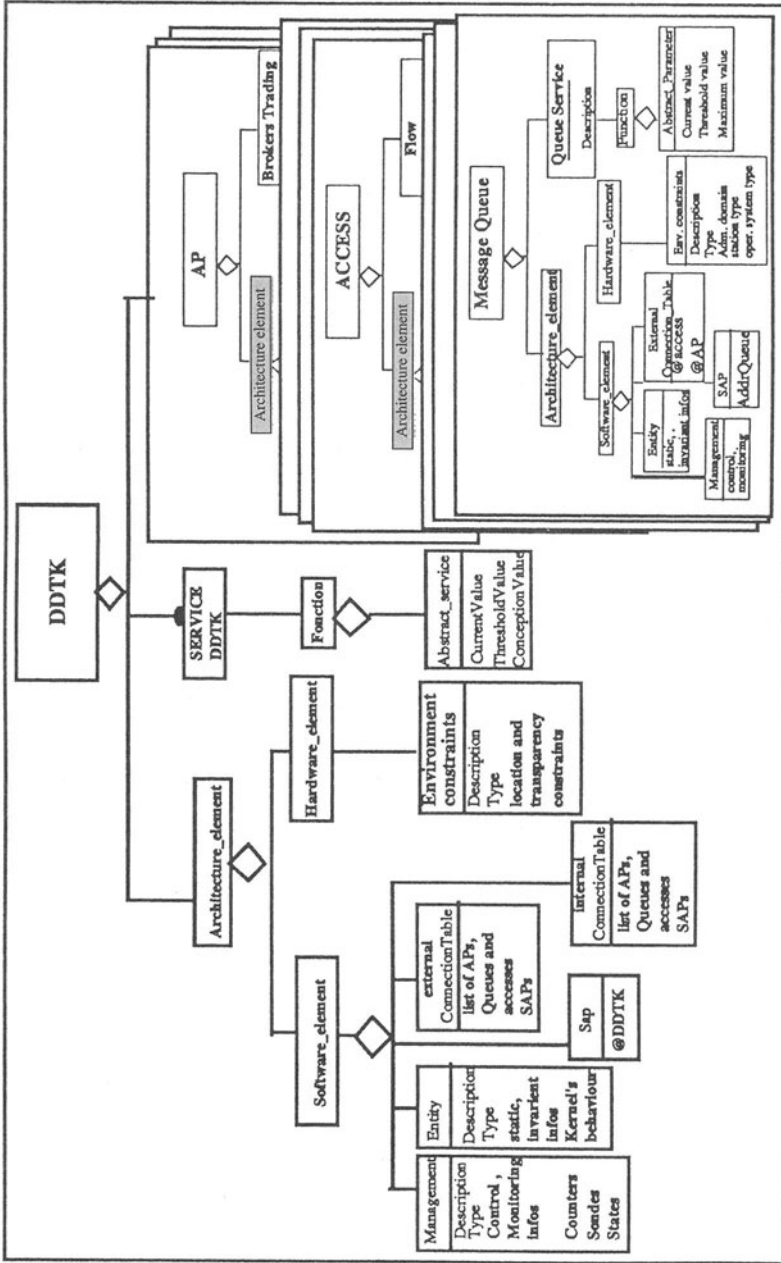 DDTK
Architecture_element
Software_element
Management
Description
Type
Control ,
Monitoring
infos
Counters
Sondes
States
Entity
Description
Type
static,
invarient
infos
Kernel's
behaviour
Sap
@DDTK
external
ConnectionTable
list of APs,
Queues and
accesses
SAPs
internal
ConnectionTable
list of APs,
Queues and
accesses
SAPs
Hardware_element
Environment
constraints
Description
Type
location and
transparency
constraints
SERVICE
DDTK
Fonction
Abstract_service
CurrentValue
ThresholdValue
ConceptionValue
AP
Architecture element
Brokers Trading
ACCESS
Architecture element
Flow
Message Queue
Architecture_element
Software_element
Management
control,.
monitoring
Entity
static, .
invariant infos
SAP
AddrQueue
External
Connection_Table
@access
@AP
Hardware_element
Env. constraints
Description
Type
Adm. domain
station type
oper. system type
Queue Service
Description
Function
Abstract_Parameter
Current value
Threshold value
Maximum value